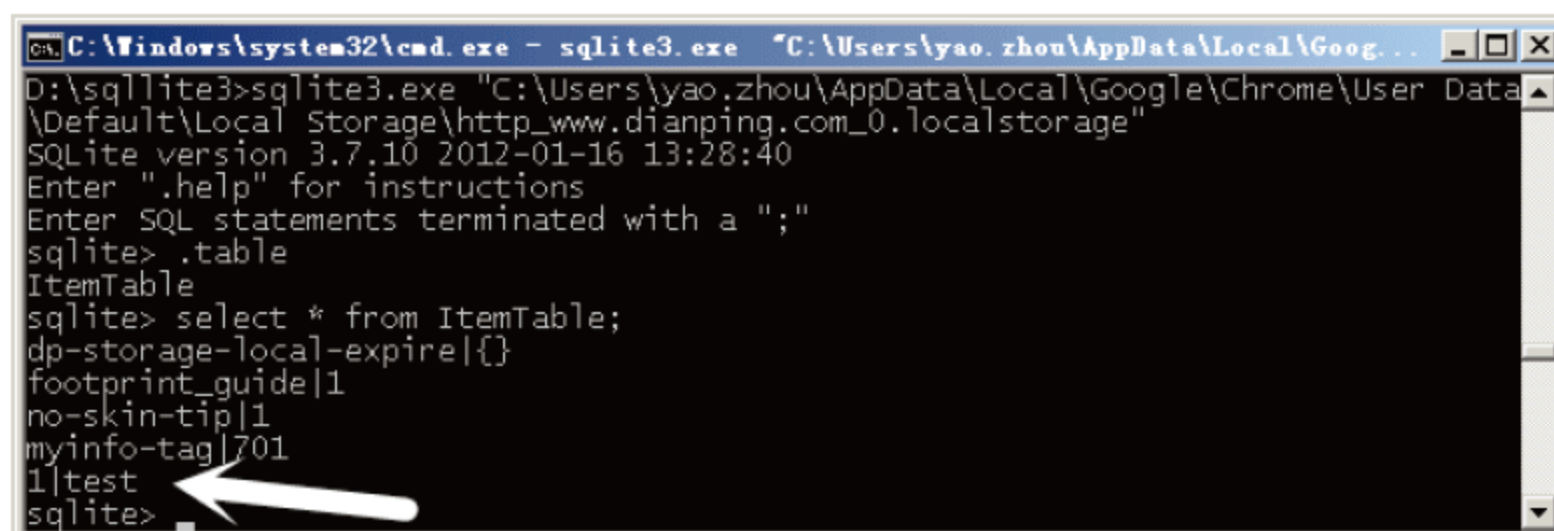 C:\Windows\system32\cmd.exe - sqlite3.exe "C:\Users\yao.zhou\AppData\Local\Goog...
D:\sqllite3>sqlite3.exe "C:\Users\yao.zhou\AppData\Local\Google\Chrome\User Data
\Default\Local Storage\http_www.dianping.com_0.localstorage"
SQLite version 3.7.10 2012-01-16 13:28:40
Enter ".help" for instructions
Enter SQL statements terminated with a ";"
sqlite> .table
ItemTable
sqlite> select * from ItemTable;
dp-storage-local-expire|{}
footprint_guide|1
no-skin-tip|1
myinfo-tag|701
1|test
sqlite>